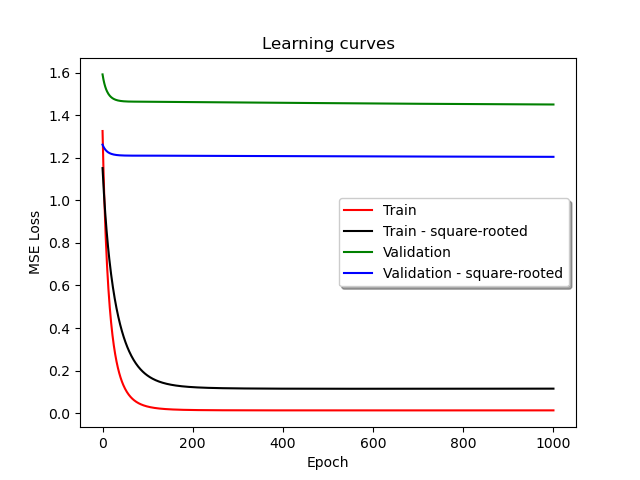 Learning curves
MSE Loss
1.6
1.4
1.2
1.0
0.8
0.6
0.4
0.2
0.0
Train
Train - square-rooted
Validation
Validation - square-rooted
0 200 400 600 800 1000
Epoch